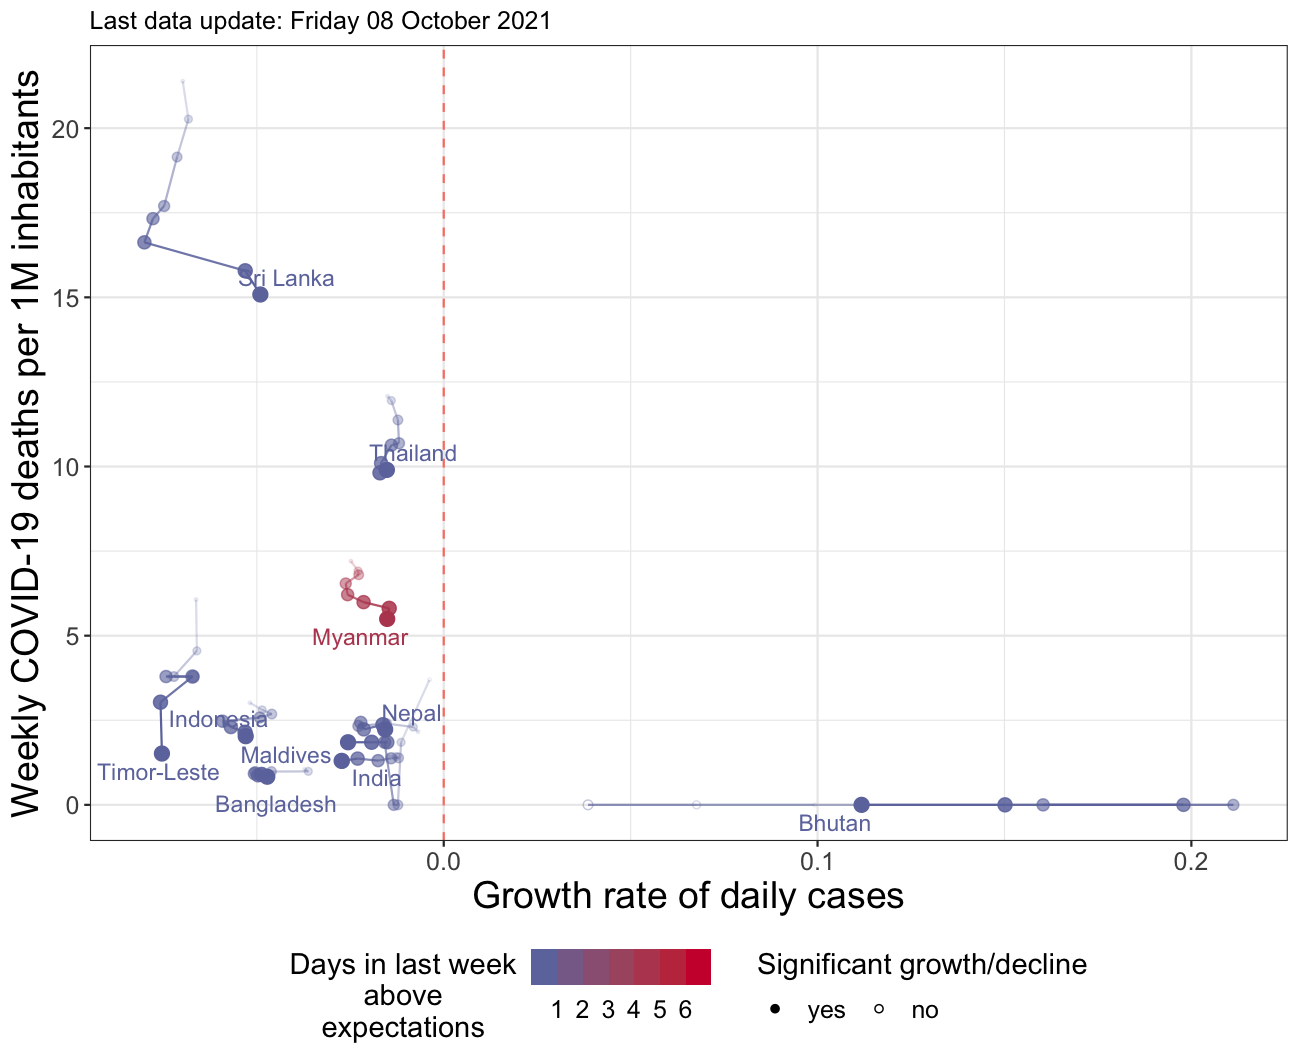 Last data update: Friday 08 October 2021
Weekly COVID-19 deaths per 1M inhabitants
20
15
10
5
0
Sri Lanka
Thailand
Myanmar
Nepal
Indonesia
Maldives
Timor-Leste
India
Bangladesh
Bhutan
0.0 0.1 0.2
Growth rate of daily cases
Days in last week
above
expectations
1 2 3 4 5 6
Significant growth/decline
yes no